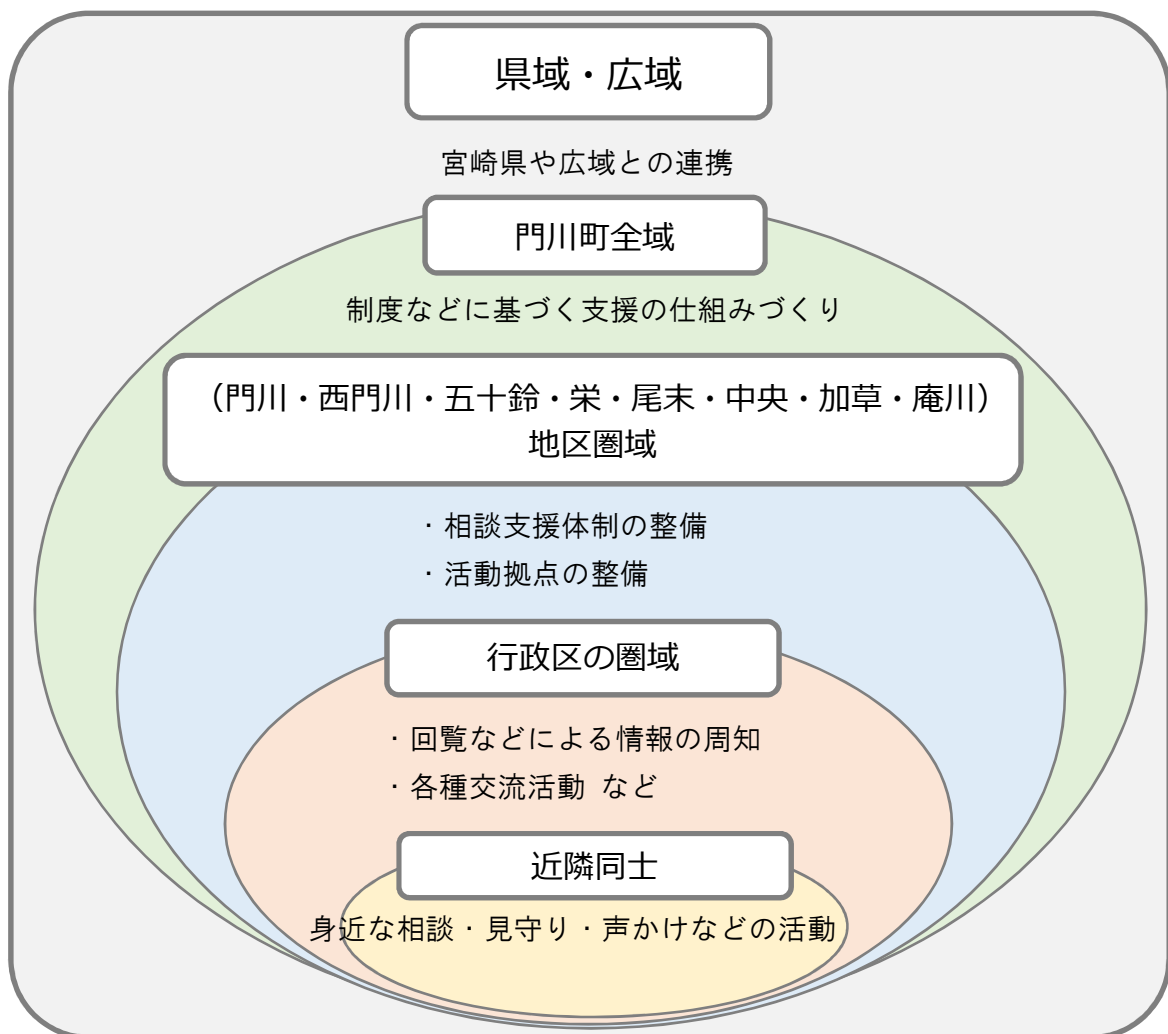 県域・広域
宮崎県や広域との連携
門川町全域
制度などに基づく支援の仕組みづくり
（門川・西門川・五十鈴・栄・尾末・中央・加草・庵川）
地区圏域
・相談支援体制の整備
・活動拠点の整備
行政区の圏域
・回覧などによる情報の周知
・各種交流活動 など
近隣同士
身近な相談・見守り・声かけなどの活動